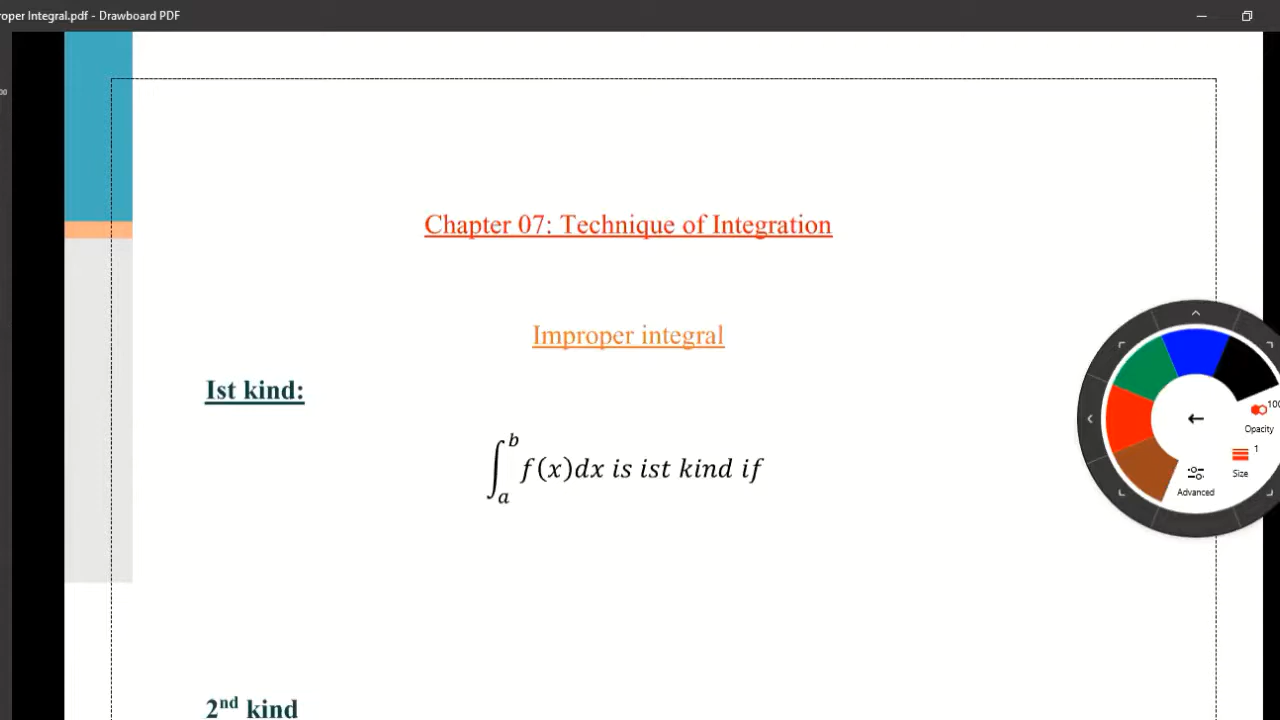 oper Integral.pdf - Drawboard PDF
Chapter 07: Technique of Integration
Improper integral
Ist kind:
∫_a^b f(x)dx is ist kind if
100
Opacity
1
Size
Advanced
2nd kind